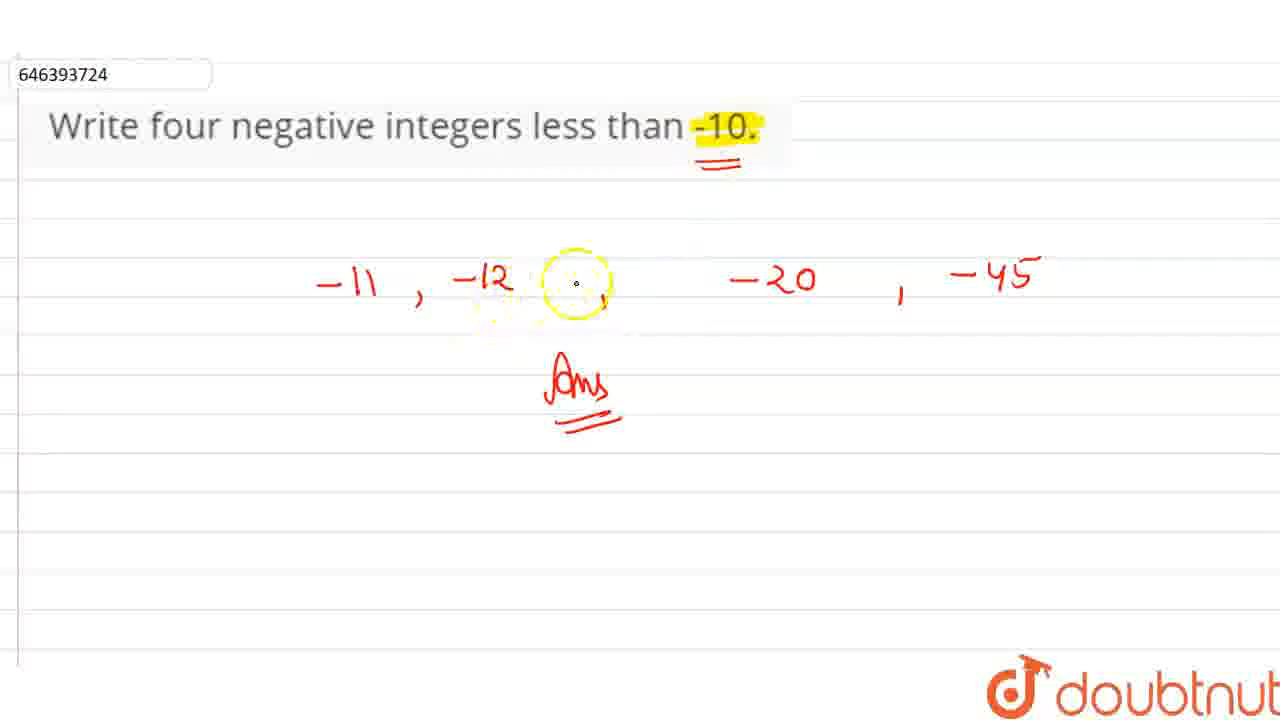 646393724
Write four negative integers less than -10.
-11 , -12 , -20 , -45
Ans
doubtnut